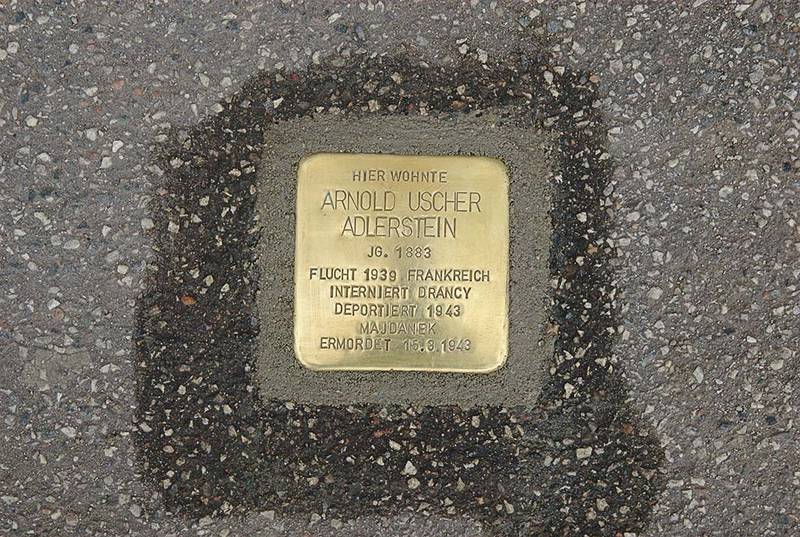 HIER WOHNTE
ARNOLD USCHER
ADLERSTEIN
JG. 1883
FLUCHT 1939 FRANKREICH
INTERNIERT DRANCY
DEPORTIERT 1943
MAJDANEK
ERMORDET 15.3.1943